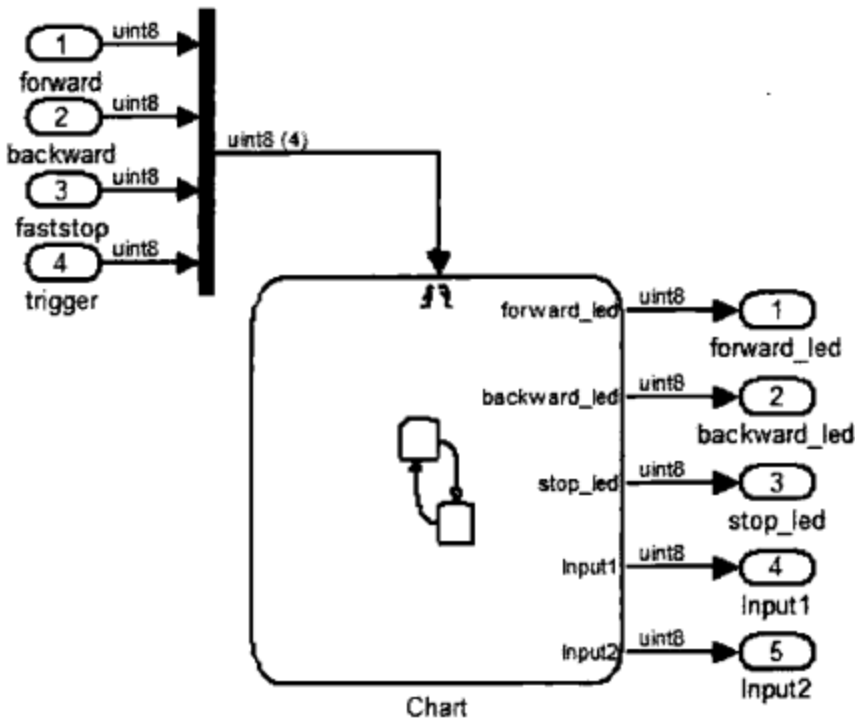 1
uint8
forward
2
uint8
backward
uint8 (4)
3
uint8
faststop
4
uint8
trigger
forward_led
uint8
1
forward_led
backward_led
uint8
2
backward_led
stop_led
uint8
3
stop_led
Input1
uint8
4
Input1
Input2
uint8
5
Input2
Chart